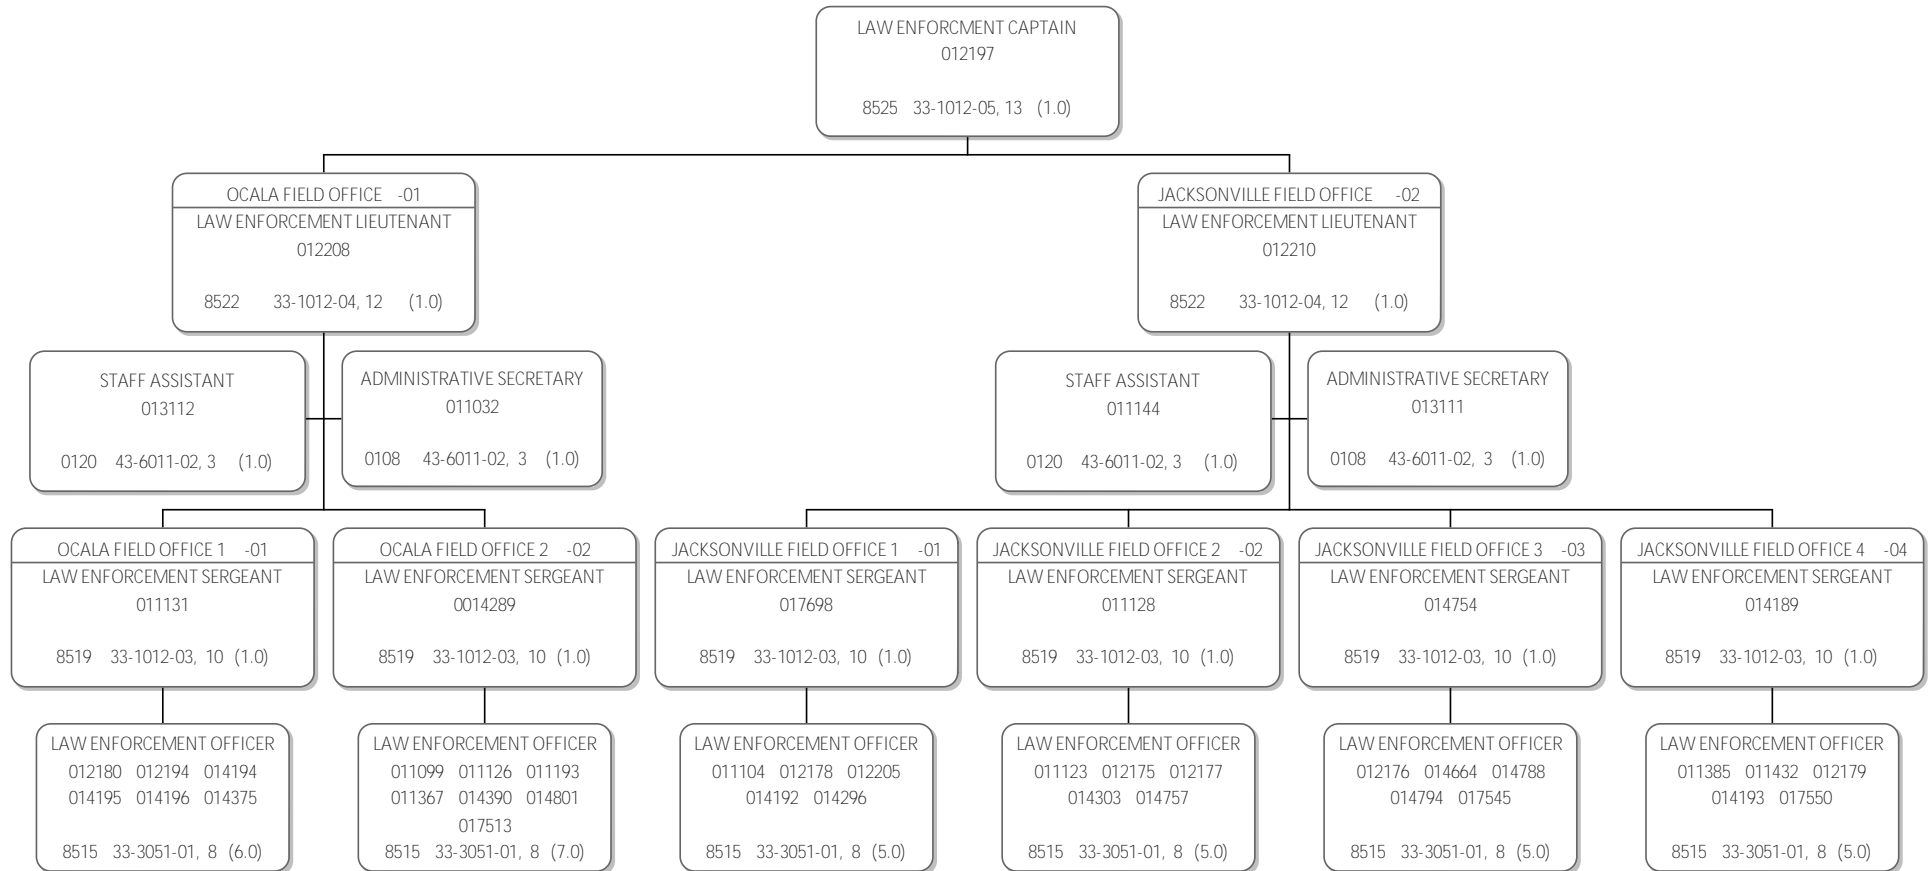 LAW ENFORCMENT CAPTAIN
012197
8525 33-1012-05, 13 (1.0)
OCALA FIELD OFFICE -01
LAW ENFORCEMENT LIEUTENANT
012208
8522 33-1012-04, 12 (1.0)
JACKSONVILLE FIELD OFFICE -02
LAW ENFORCEMENT LIEUTENANT
012210
8522 33-1012-04, 12 (1.0)
STAFF ASSISTANT
013112
0120 43-6011-02, 3 (1.0)
ADMINISTRATIVE SECRETARY
011032
0108 43-6011-02, 3 (1.0)
STAFF ASSISTANT
011144
0120 43-6011-02, 3 (1.0)
ADMINISTRATIVE SECRETARY
013111
0108 43-6011-02, 3 (1.0)
OCALA FIELD OFFICE 1 -01
LAW ENFORCEMENT SERGEANT
011131
8519 33-1012-03, 10 (1.0)
OCALA FIELD OFFICE 2 -02
LAW ENFORCEMENT SERGEANT
0014289
8519 33-1012-03, 10 (1.0)
JACKSONVILLE FIELD OFFICE 1 -01
LAW ENFORCEMENT SERGEANT
017698
8519 33-1012-03, 10 (1.0)
JACKSONVILLE FIELD OFFICE 2 -02
LAW ENFORCEMENT SERGEANT
011128
8519 33-1012-03, 10 (1.0)
JACKSONVILLE FIELD OFFICE 3 -03
LAW ENFORCEMENT SERGEANT
014754
8519 33-1012-03, 10 (1.0)
JACKSONVILLE FIELD OFFICE 4 -04
LAW ENFORCEMENT SERGEANT
014189
8519 33-1012-03, 10 (1.0)
LAW ENFORCEMENT OFFICER
012180 012194 014194
014195 014196 014375
8515 33-3051-01, 8 (6.0)
LAW ENFORCEMENT OFFICER
011099 011126 011193
011367 014390 014801
017513
8515 33-3051-01, 8 (7.0)
LAW ENFORCEMENT OFFICER
011104 012178 012205
014192 014296
8515 33-3051-01, 8 (5.0)
LAW ENFORCEMENT OFFICER
011123 012175 012177
014303 014757
8515 33-3051-01, 8 (5.0)
LAW ENFORCEMENT OFFICER
012176 014664 014788
014794 017545
8515 33-3051-01, 8 (5.0)
LAW ENFORCEMENT OFFICER
011385 011432 012179
014193 017550
8515 33-3051-01, 8 (5.0)